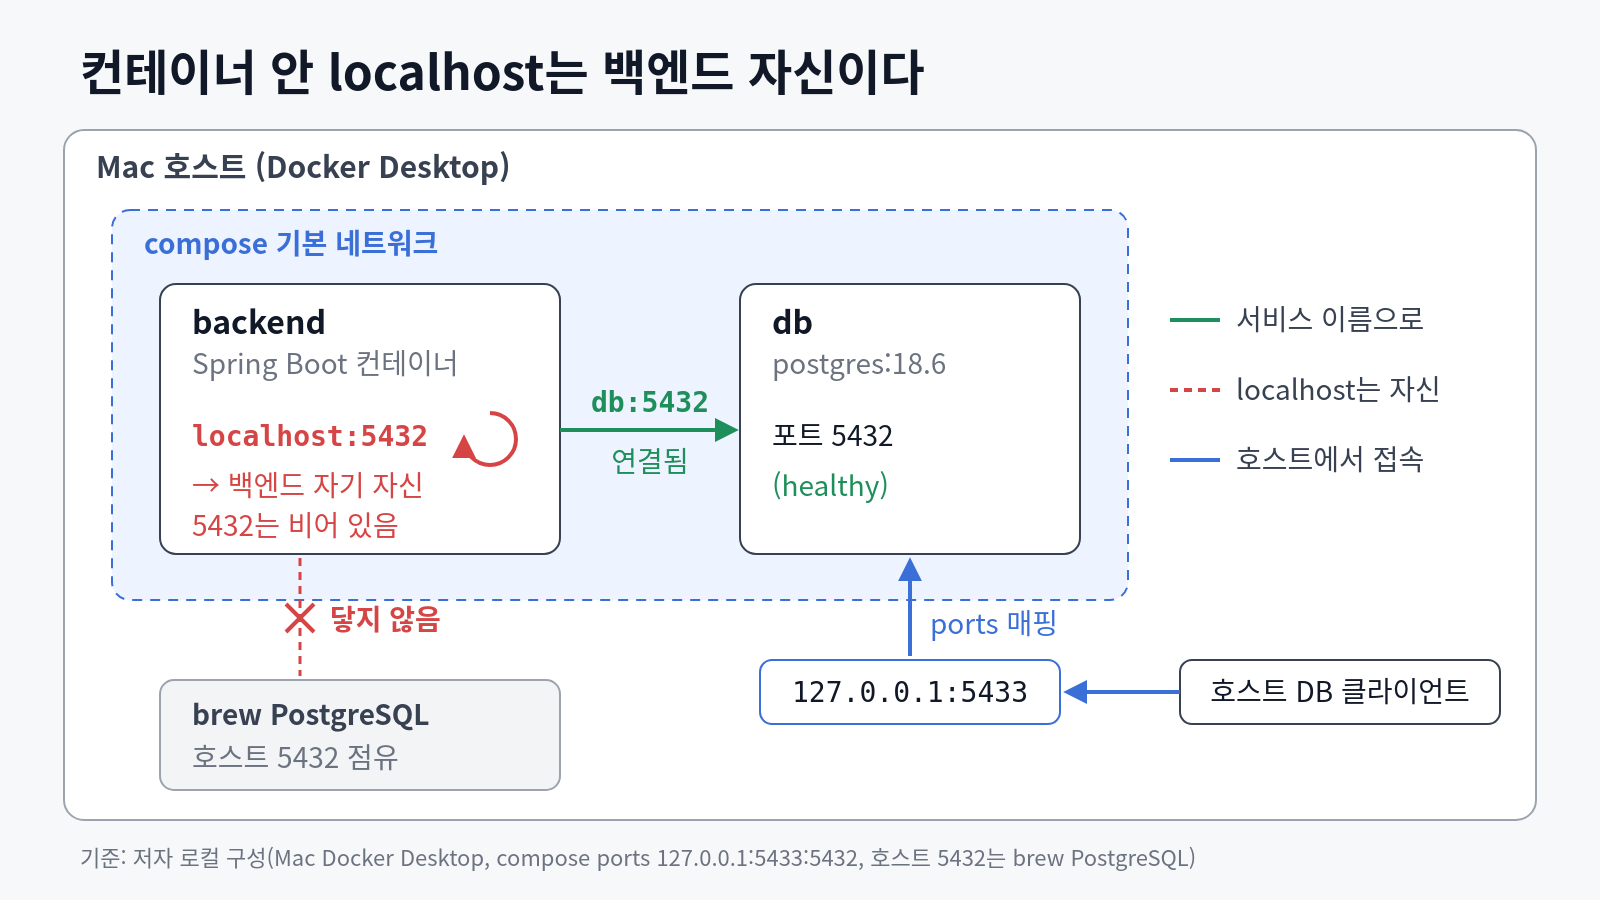 컨테이너 안 localhost는 백엔드 자신이다
Mac 호스트 (Docker Desktop)
compose 기본 네트워크
backend
Spring Boot 컨테이너
localhost:5432
→ 백엔드 자기 자신
5432는 비어 있음
db:5432
연결됨
db
postgres:18.6
포트 5432
(healthy)
서비스 이름으로
localhost는 자신
호스트에서 접속
닿지 않음
ports 매핑
brew PostgreSQL
호스트 5432 점유
127.0.0.1:5433
호스트 DB 클라이언트
기준: 저자 로컬 구성(Mac Docker Desktop, compose ports 127.0.0.1:5433:5432, 호스트 5432는 brew PostgreSQL)